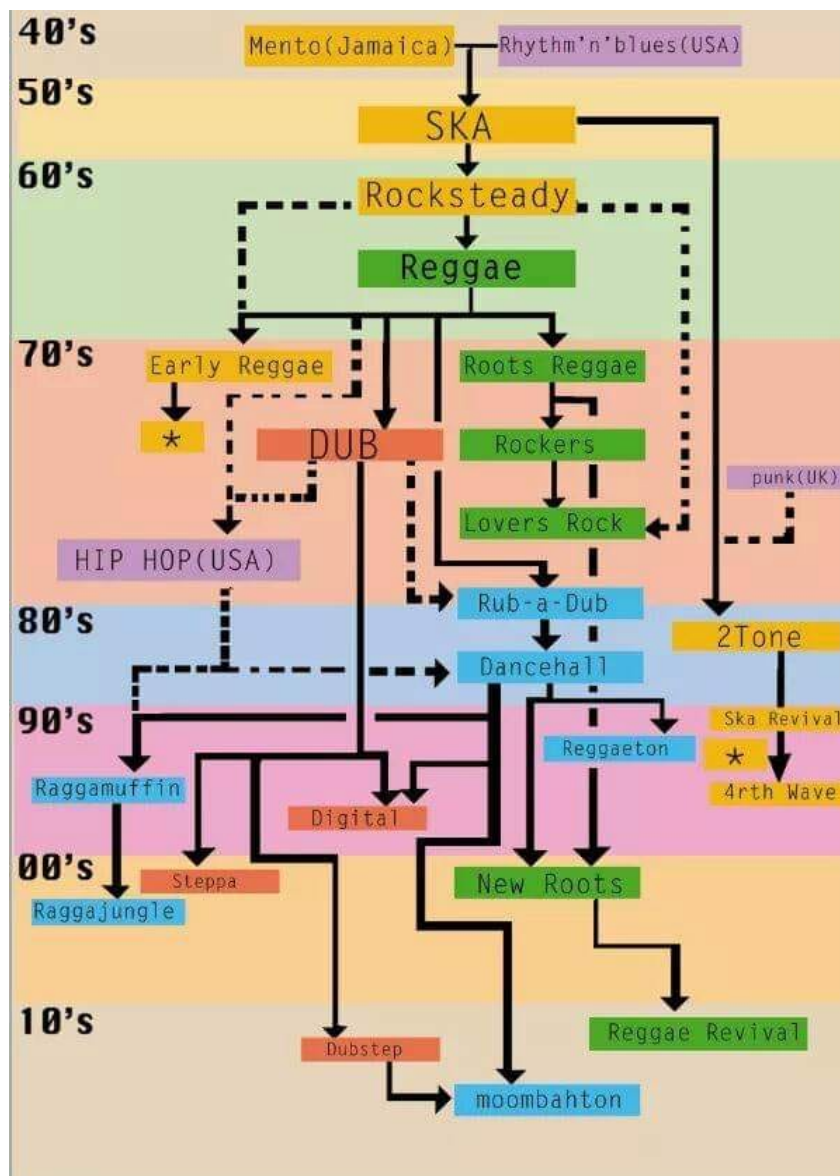 40's
Mento(Jamaica)
Rhythm'n'blues(USA)
50's
SKA
60's
Rocksteady
Reggae
70's
Early Reggae
Roots Reggae
*
DUB
Rockers
punk(UK)
Lovers Rock
HIP HOP(USA)
Rub-a-Dub
80's
2Tone
Dancehall
90's
Ska Revival
Reggaeton
*
Raggamuffin
4rth Wave
Digital
00's
Steppa
New Roots
Raggajungle
10's
Reggae Revival
Dubstep
moombahton